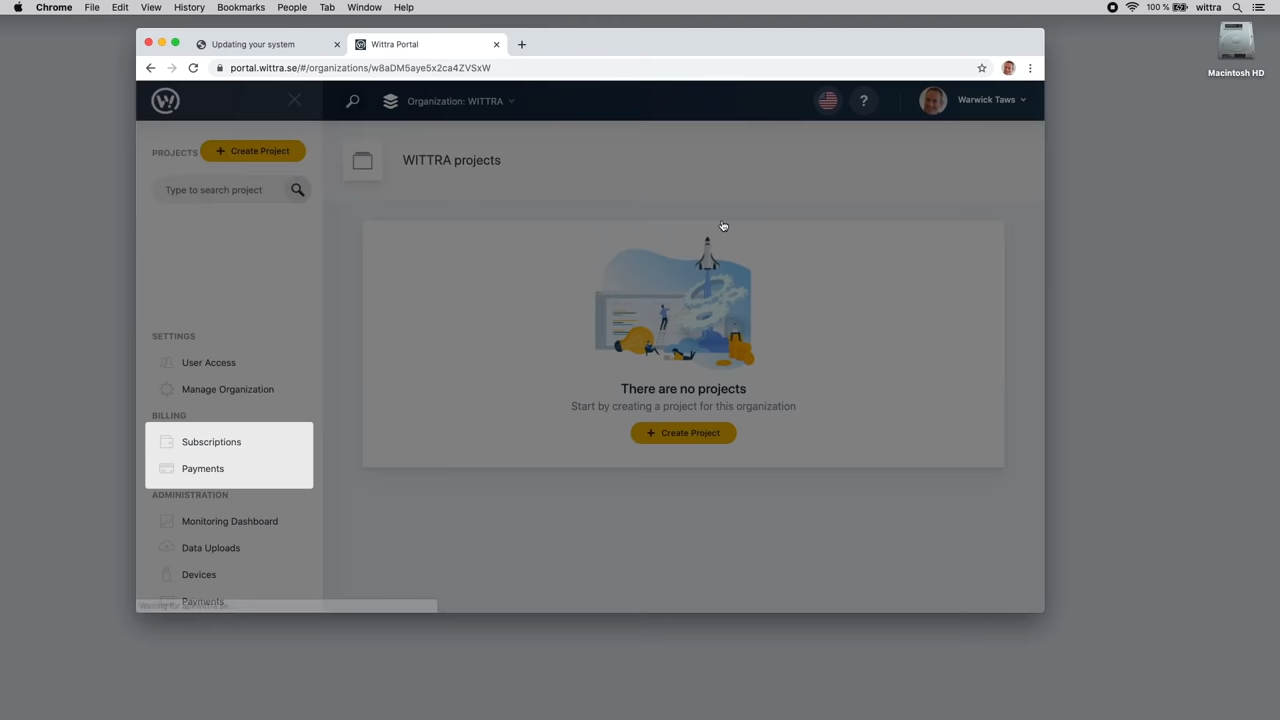 Chrome File Edit View History Bookmarks People Tab Window Help
100 % wittra
Macintosh HD
Updating your system
Wittra Portal
portal.wittra.se/#/organizations/w8aDM5aye5x2ca4ZVSxW
W!
Organization: WITTRA
?
Warwick Taws
PROJECTS
+ Create Project
Type to search project
WITTRA projects
There are no projects
Start by creating a project for this organization
+ Create Project
SETTINGS
User Access
Manage Organization
BILLING
Subscriptions
Payments
ADMINISTRATION
Monitoring Dashboard
Data Uploads
Devices
Payments